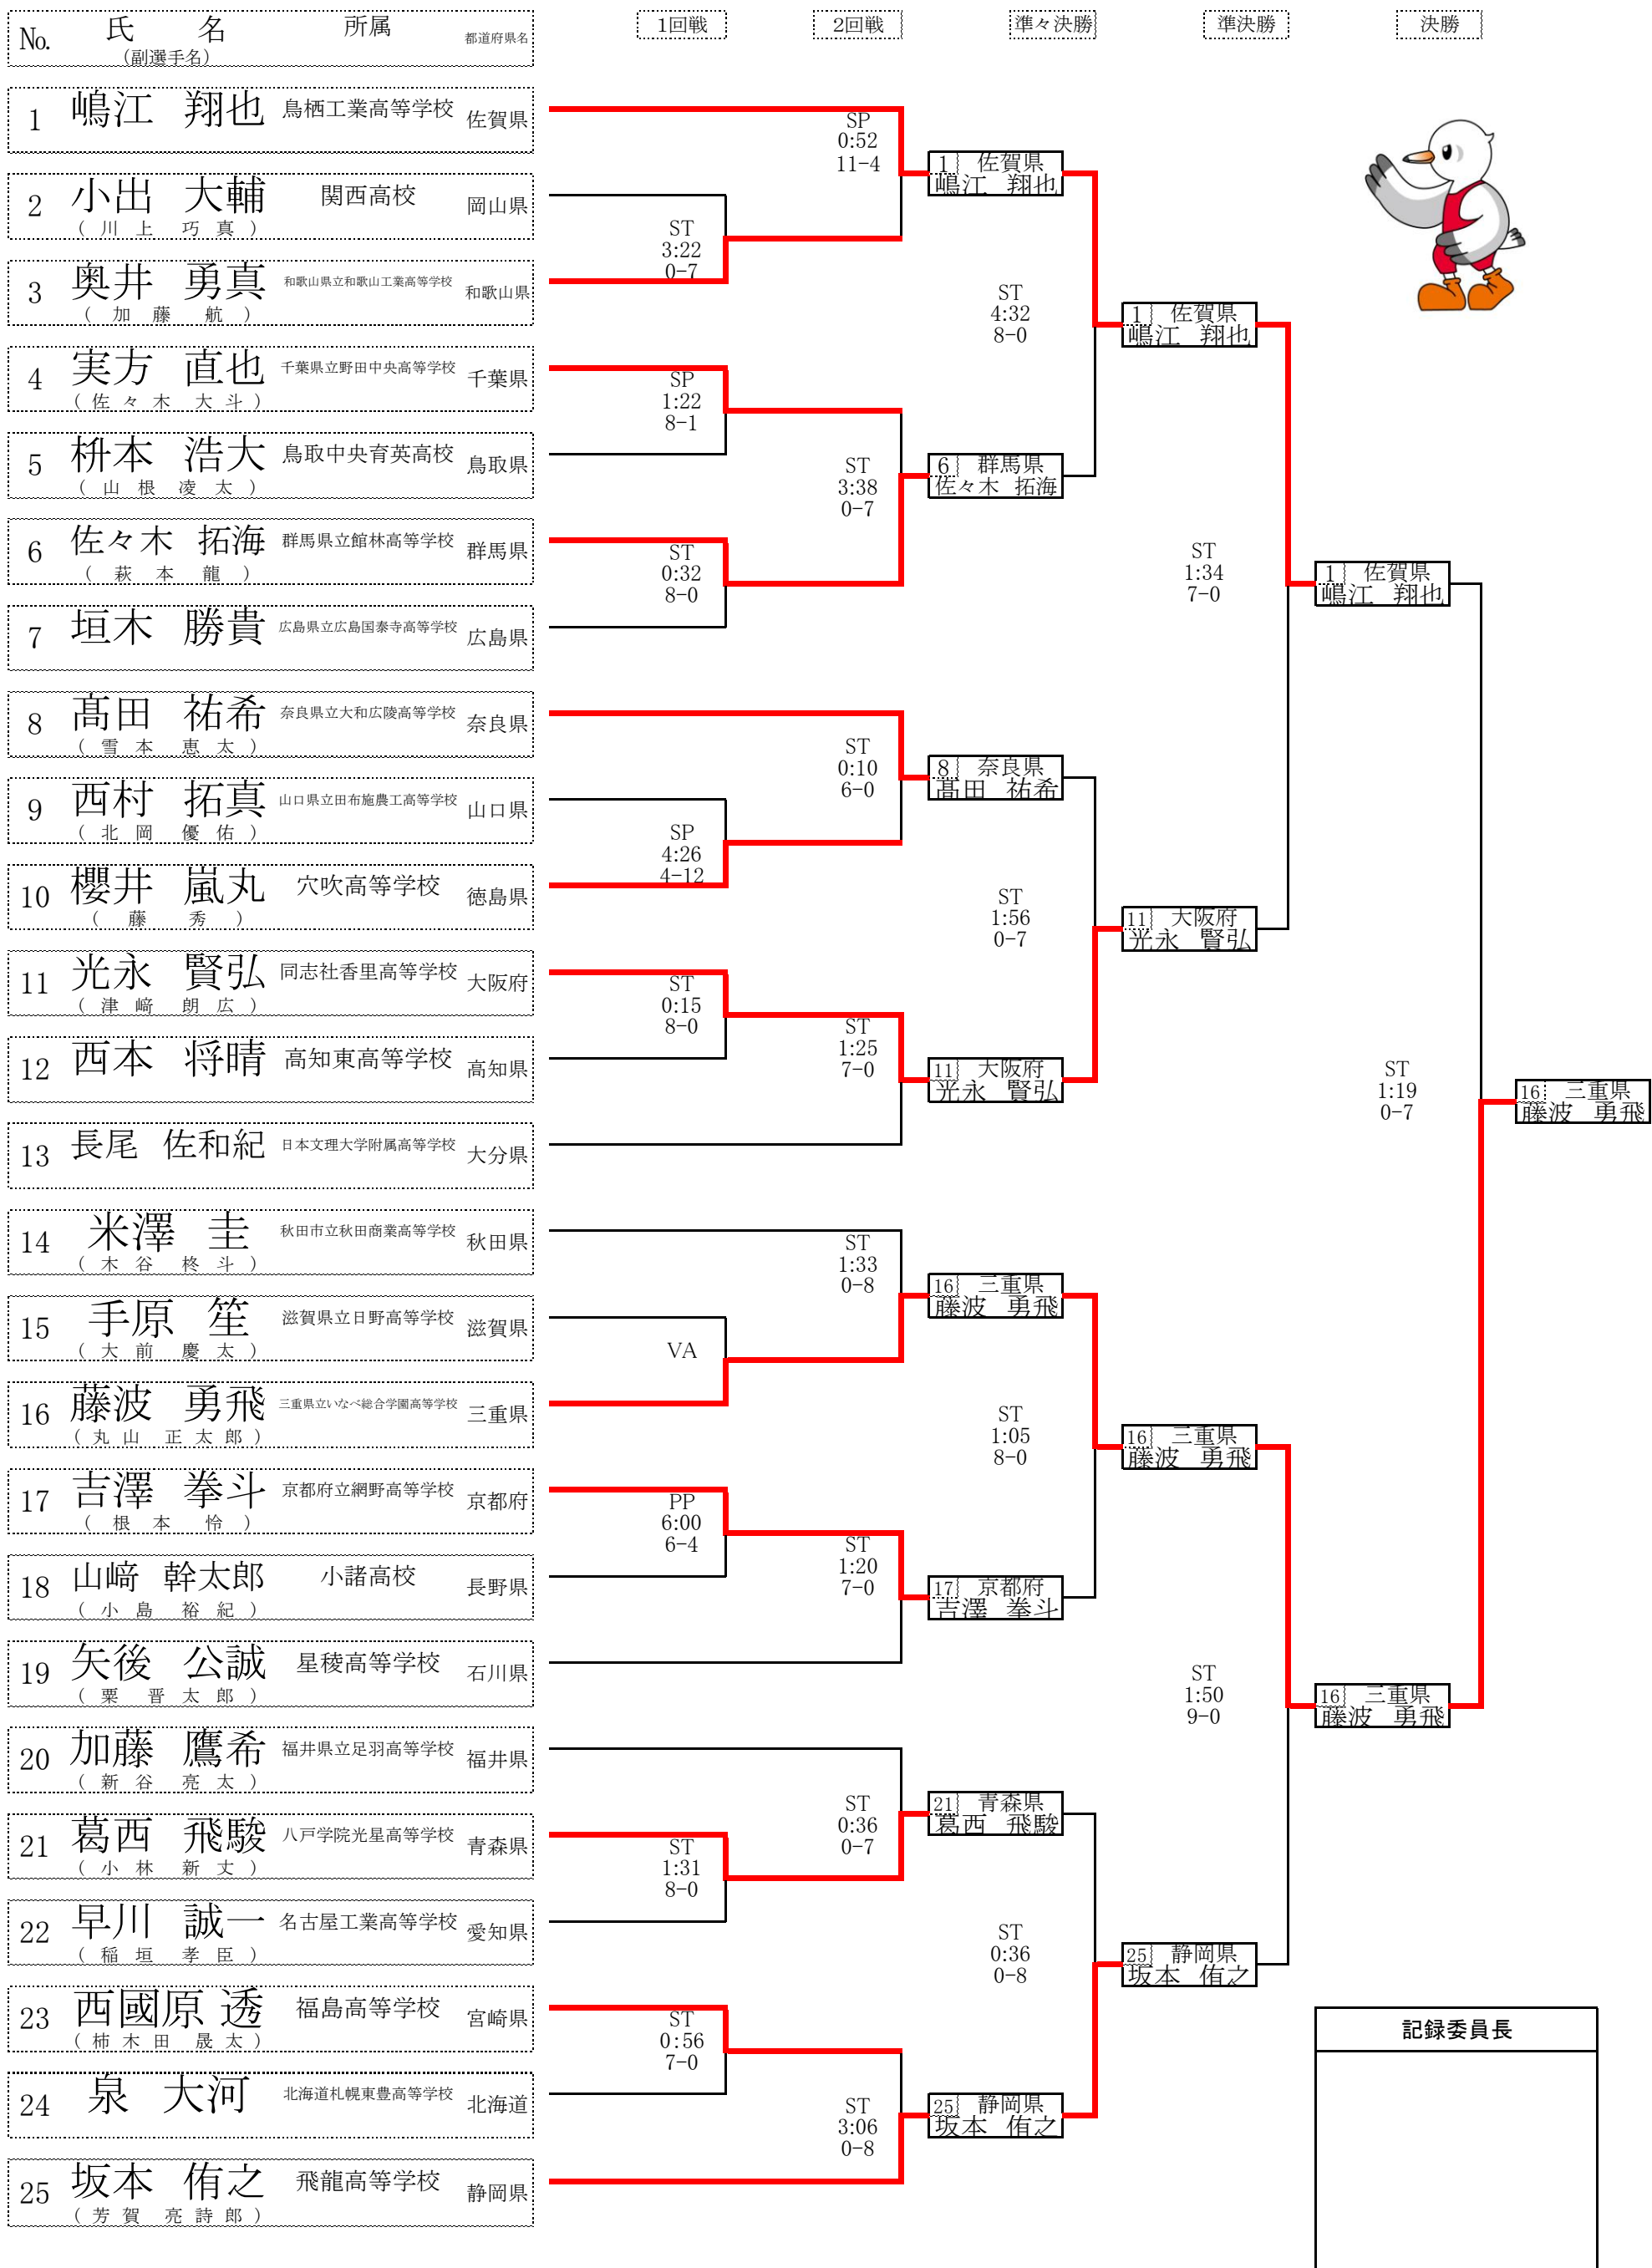 No. 氏 名 所属 都道府県名 1回戦 2回戦 準々決勝 準決勝 決勝
(副選手名)
1 嶋江 翔也 鳥栖工業高等学校 佐賀県
2 小出 大輔 関西高校 岡山県
( 川上 巧真 )
3 奥井 勇真 和歌山県立和歌山工業高等学校 和歌山県
( 加藤 航 )
4 実方 直也 千葉県立野田中央高等学校 千葉県
( 佐々木 大斗 )
5 枡本 浩大 鳥取中央育英高校 鳥取県
( 山根 凌太 )
6 佐々木 拓海 群馬県立館林高等学校 群馬県
( 萩本 龍 )
7 垣木 勝貴 広島県立広島国泰寺高等学校 広島県
8 髙田 祐希 奈良県立大和広陵高等学校 奈良県
( 雪本 恵太 )
9 西村 拓真 山口県立田布施農工高等学校 山口県
( 北岡 優佑 )
10 櫻井 嵐丸 穴吹高等学校 徳島県
( 藤 秀 )
11 光永 賢弘 同志社香里高等学校 大阪府
( 津﨑 朗広 )
12 西本 将晴 高知東高等学校 高知県
13 長尾 佐和紀 日本文理大学附属高等学校 大分県
14 米澤 圭 秋田市立秋田商業高等学校 秋田県
( 木谷 柊斗 )
15 手原 笙 滋賀県立日野高等学校 滋賀県
( 大前 慶太 )
16 藤波 勇飛 三重県立いなべ総合学園高等学校 三重県
( 丸山 正太郎 )
17 吉澤 拳斗 京都府立網野高等学校 京都府
( 根本 怜 )
18 山﨑 幹太郎 小諸高校 長野県
( 小島 裕紀 )
19 矢後 公誠 星稜高等学校 石川県
( 粟 晋太郎 )
20 加藤 鷹希 福井県立足羽高等学校 福井県
( 新谷 亮太 )
21 葛西 飛駿 八戸学院光星高等学校 青森県
( 小林 新丈 )
22 早川 誠一 名古屋工業高等学校 愛知県
( 稲垣 孝臣 )
23 西國原 透 福島高等学校 宮崎県
( 柿木田 晟太 )
24 泉 大河 北海道札幌東豊高等学校 北海道
25 坂本 侑之 飛龍高等学校 静岡県
( 芳賀 亮詩郎 )
ST
3:22
0-7
SP
1:22
8-1
ST
0:32
8-0
SP
4:26
4-12
ST
0:15
8-0
VA
PP
6:00
6-4
ST
1:31
8-0
ST
0:56
7-0
SP
0:52
11-4
ST
3:38
0-7
ST
0:10
6-0
ST
1:25
7-0
ST
1:33
0-8
ST
1:20
7-0
ST
0:36
0-7
ST
3:06
0-8
1 佐賀県
嶋江 翔也
6 群馬県
佐々木 拓海
8 奈良県
髙田 祐希
11 大阪府
光永 賢弘
16 三重県
藤波 勇飛
17 京都府
吉澤 拳斗
21 青森県
葛西 飛駿
25 静岡県
坂本 侑之
ST
4:32
8-0
ST
1:56
0-7
ST
1:05
8-0
ST
0:36
0-8
1 佐賀県
嶋江 翔也
11 大阪府
光永 賢弘
16 三重県
藤波 勇飛
25 静岡県
坂本 侑之
ST
1:34
7-0
ST
1:50
9-0
1 佐賀県
嶋江 翔也
16 三重県
藤波 勇飛
ST
1:19
0-7
16 三重県
藤波 勇飛
記録委員長